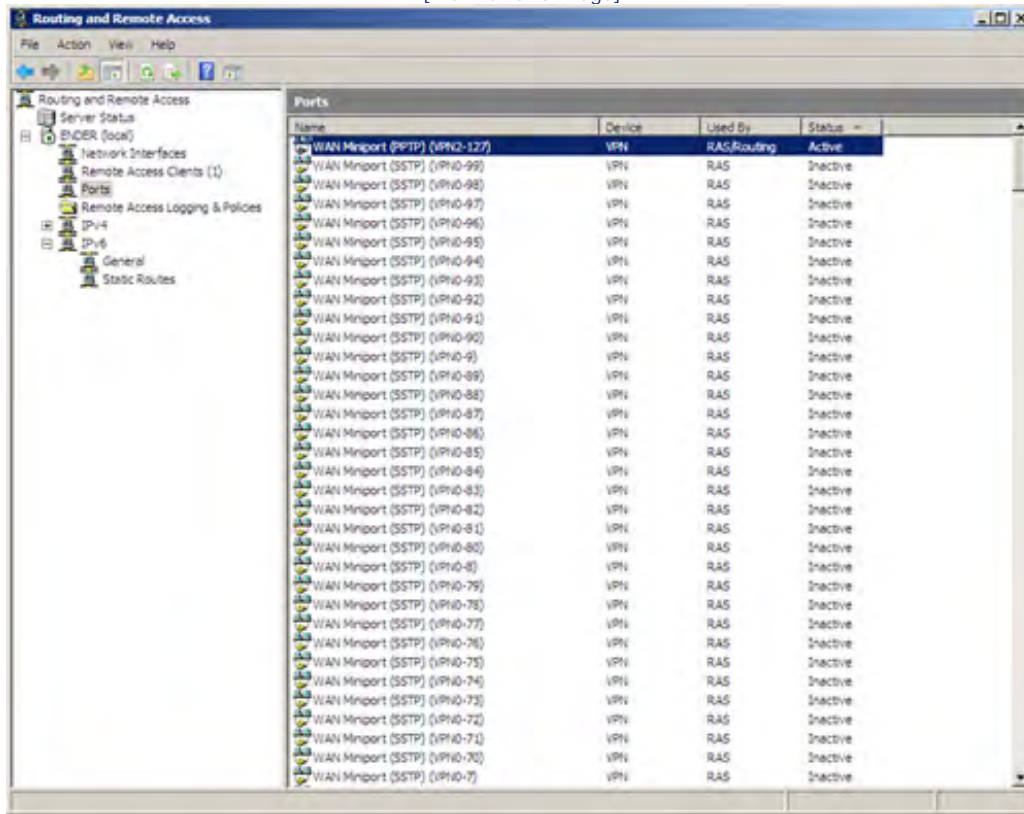 Routing and Remote Access
File Action View Help
Routing and Remote Access
Server Status
ENDER (local)
Network Interfaces
Remote Access Clients (1)
Ports
Remote Access Logging & Policies
IPv4
IPv6
General
Static Routes
Ports
Name Device Used By Status
WAN Miniport (PPTP) (VPN2-127) VPN RAS/Routing Active
WAN Miniport (SSTP) (VPN0-99) VPN RAS Inactive
WAN Miniport (SSTP) (VPN0-98) VPN RAS Inactive
WAN Miniport (SSTP) (VPN0-97) VPN RAS Inactive
WAN Miniport (SSTP) (VPN0-96) VPN RAS Inactive
WAN Miniport (SSTP) (VPN0-95) VPN RAS Inactive
WAN Miniport (SSTP) (VPN0-94) VPN RAS Inactive
WAN Miniport (SSTP) (VPN0-93) VPN RAS Inactive
WAN Miniport (SSTP) (VPN0-92) VPN RAS Inactive
WAN Miniport (SSTP) (VPN0-91) VPN RAS Inactive
WAN Miniport (SSTP) (VPN0-90) VPN RAS Inactive
WAN Miniport (SSTP) (VPN0-9) VPN RAS Inactive
WAN Miniport (SSTP) (VPN0-89) VPN RAS Inactive
WAN Miniport (SSTP) (VPN0-88) VPN RAS Inactive
WAN Miniport (SSTP) (VPN0-87) VPN RAS Inactive
WAN Miniport (SSTP) (VPN0-86) VPN RAS Inactive
WAN Miniport (SSTP) (VPN0-85) VPN RAS Inactive
WAN Miniport (SSTP) (VPN0-84) VPN RAS Inactive
WAN Miniport (SSTP) (VPN0-83) VPN RAS Inactive
WAN Miniport (SSTP) (VPN0-82) VPN RAS Inactive
WAN Miniport (SSTP) (VPN0-81) VPN RAS Inactive
WAN Miniport (SSTP) (VPN0-80) VPN RAS Inactive
WAN Miniport (SSTP) (VPN0-8) VPN RAS Inactive
WAN Miniport (SSTP) (VPN0-79) VPN RAS Inactive
WAN Miniport (SSTP) (VPN0-78) VPN RAS Inactive
WAN Miniport (SSTP) (VPN0-77) VPN RAS Inactive
WAN Miniport (SSTP) (VPN0-76) VPN RAS Inactive
WAN Miniport (SSTP) (VPN0-75) VPN RAS Inactive
WAN Miniport (SSTP) (VPN0-74) VPN RAS Inactive
WAN Miniport (SSTP) (VPN0-73) VPN RAS Inactive
WAN Miniport (SSTP) (VPN0-72) VPN RAS Inactive
WAN Miniport (SSTP) (VPN0-71) VPN RAS Inactive
WAN Miniport (SSTP) (VPN0-70) VPN RAS Inactive
WAN Miniport (SSTP) (VPN0-7) VPN RAS Inactive